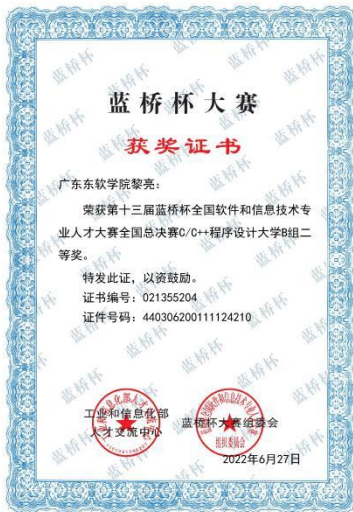 蓝桥杯大赛
获奖证书
广东东软学院黎亮：
荣获第十三届蓝桥杯全国软件和信息技术专
业人才大赛全国总决赛C/C++程序设计大学B组二
等奖。
特发此证，以资鼓励。
证书编号：021355204
证件号码：440306200111124210
工业和信息化部
人才交流中心
蓝桥杯大赛组委会
组织委员会
2022年6月27日